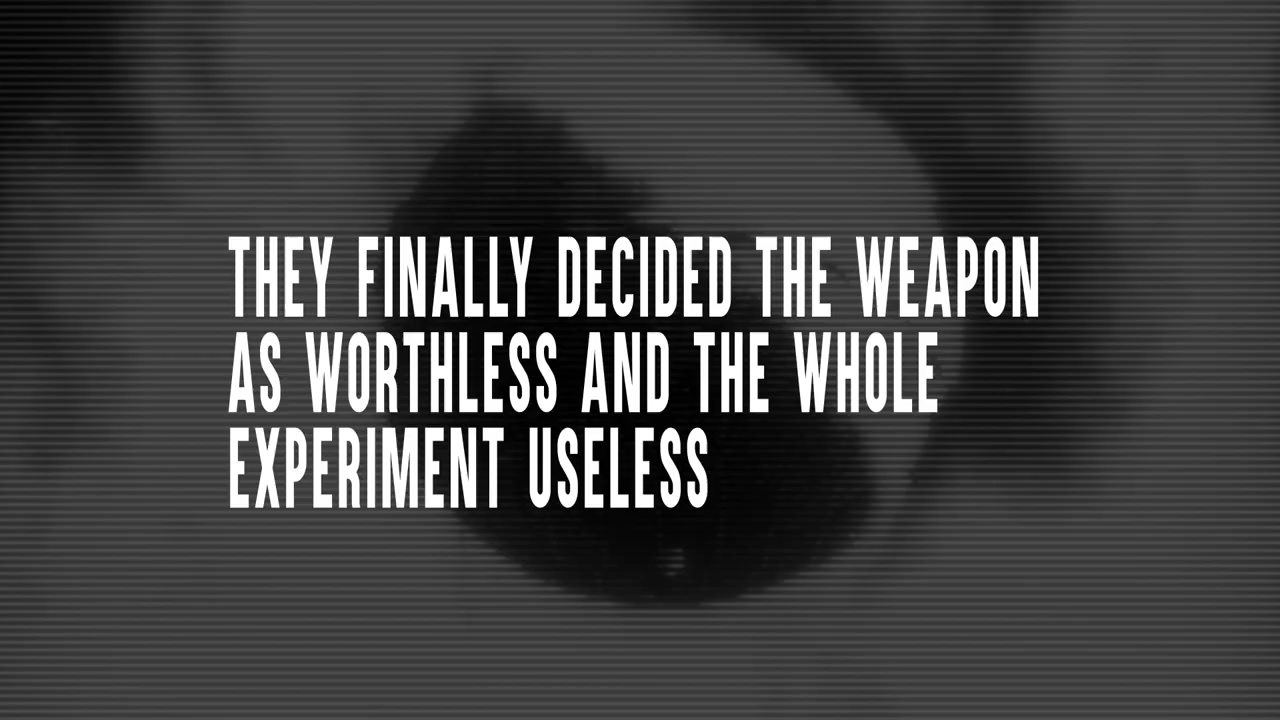 THEY FINALLY DECIDED THE WEAPON
AS WORTHLESS AND THE WHOLE
EXPERIMENT USELESS